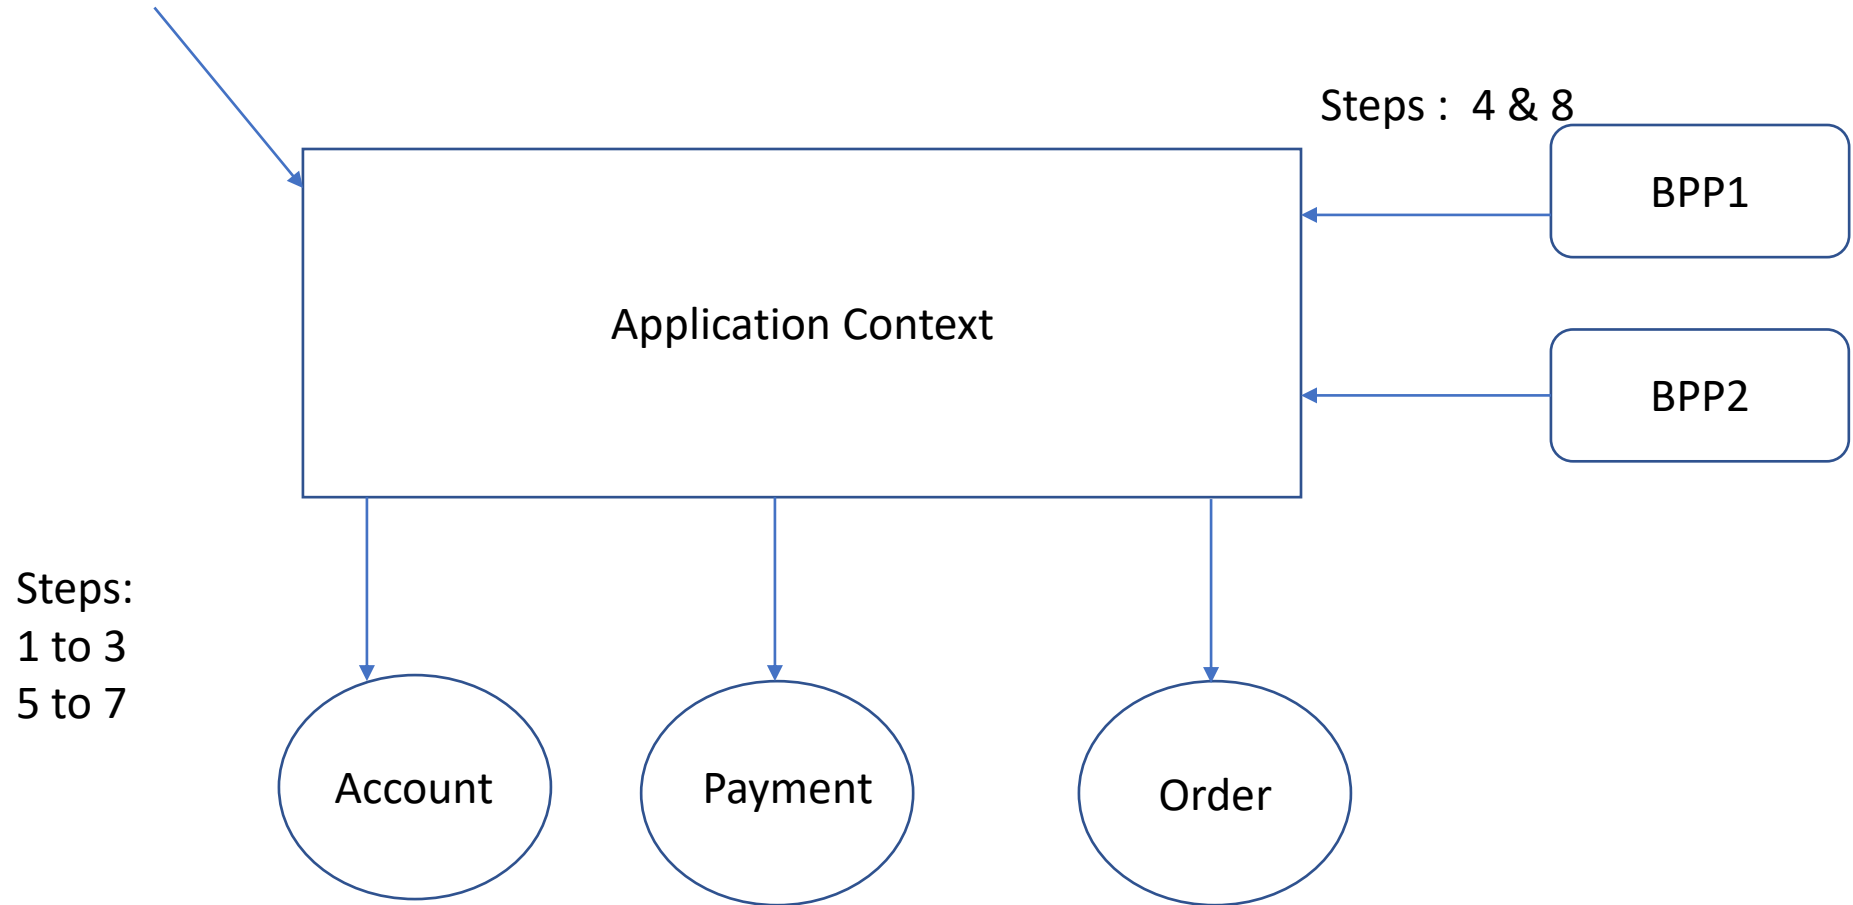 Steps :  4 & 8
BPP1
Application Context
BPP2
Steps:
1 to 3
5 to 7
Account
Payment
Order